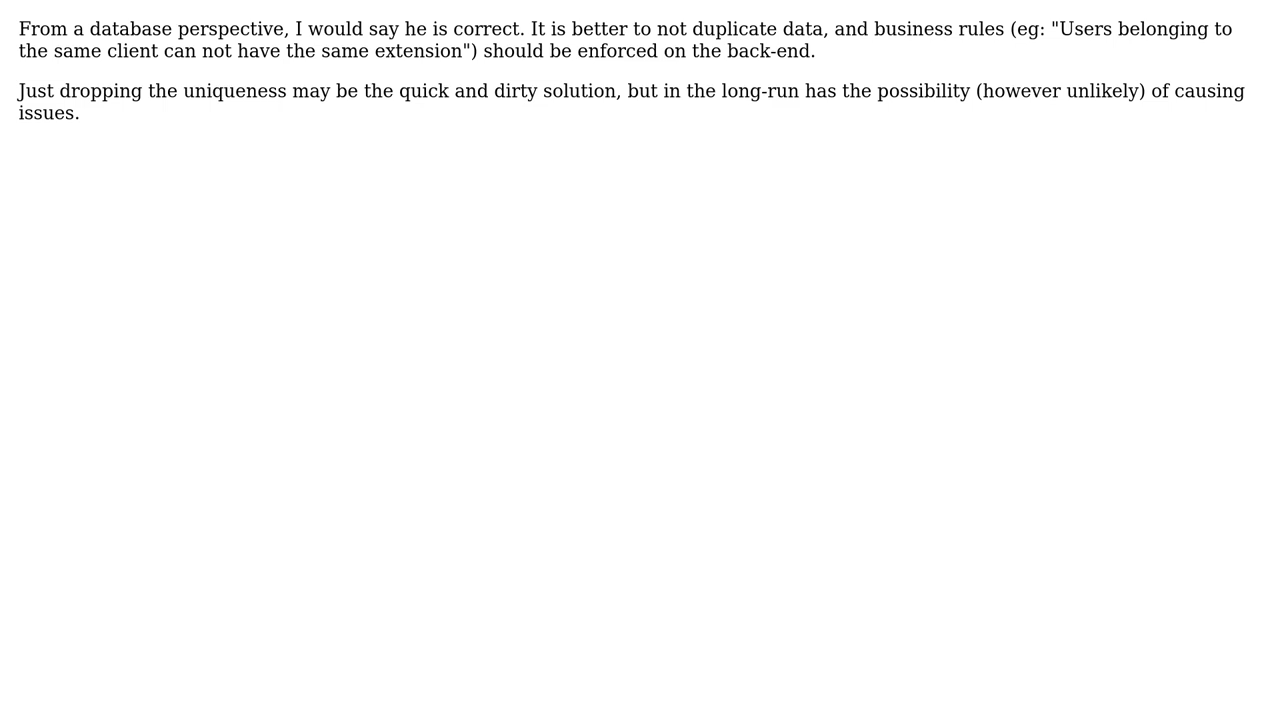 From a database perspective, I would say he is correct. It is better to not duplicate data, and business rules (eg: "Users belonging to
the same client can not have the same extension") should be enforced on the back-end.
Just dropping the uniqueness may be the quick and dirty solution, but in the long-run has the possibility (however unlikely) of causing
issues.